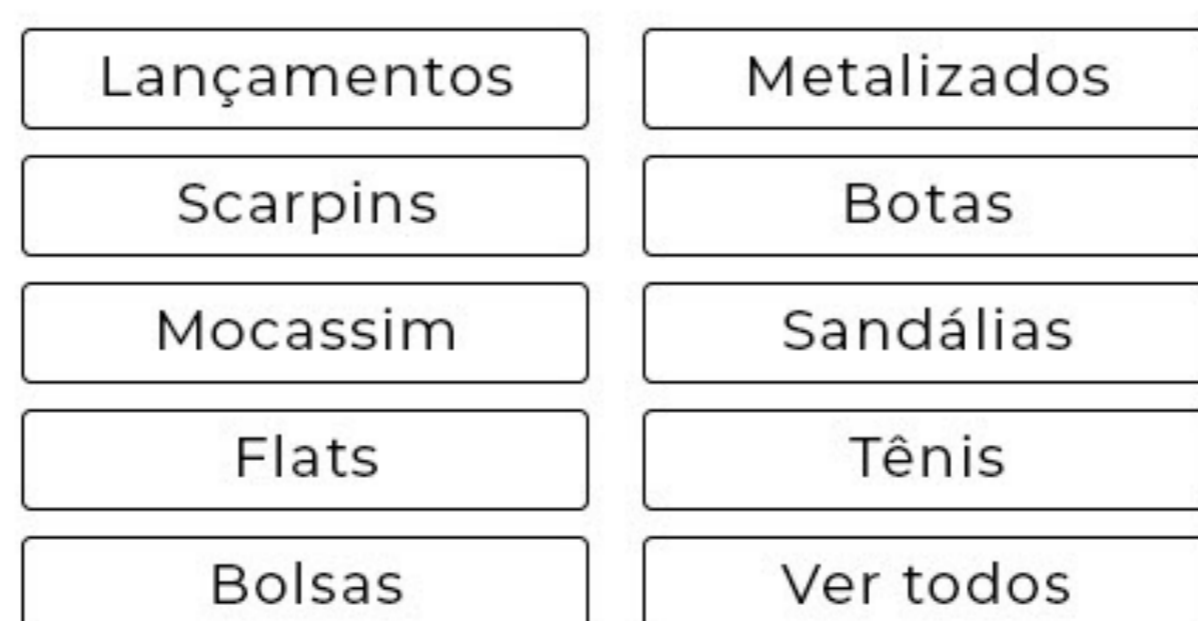 Lançamentos
Metalizados
Scarpins
Botas
Mocassim
Sandálias
Flats
Tênis
Bolsas
Ver todos